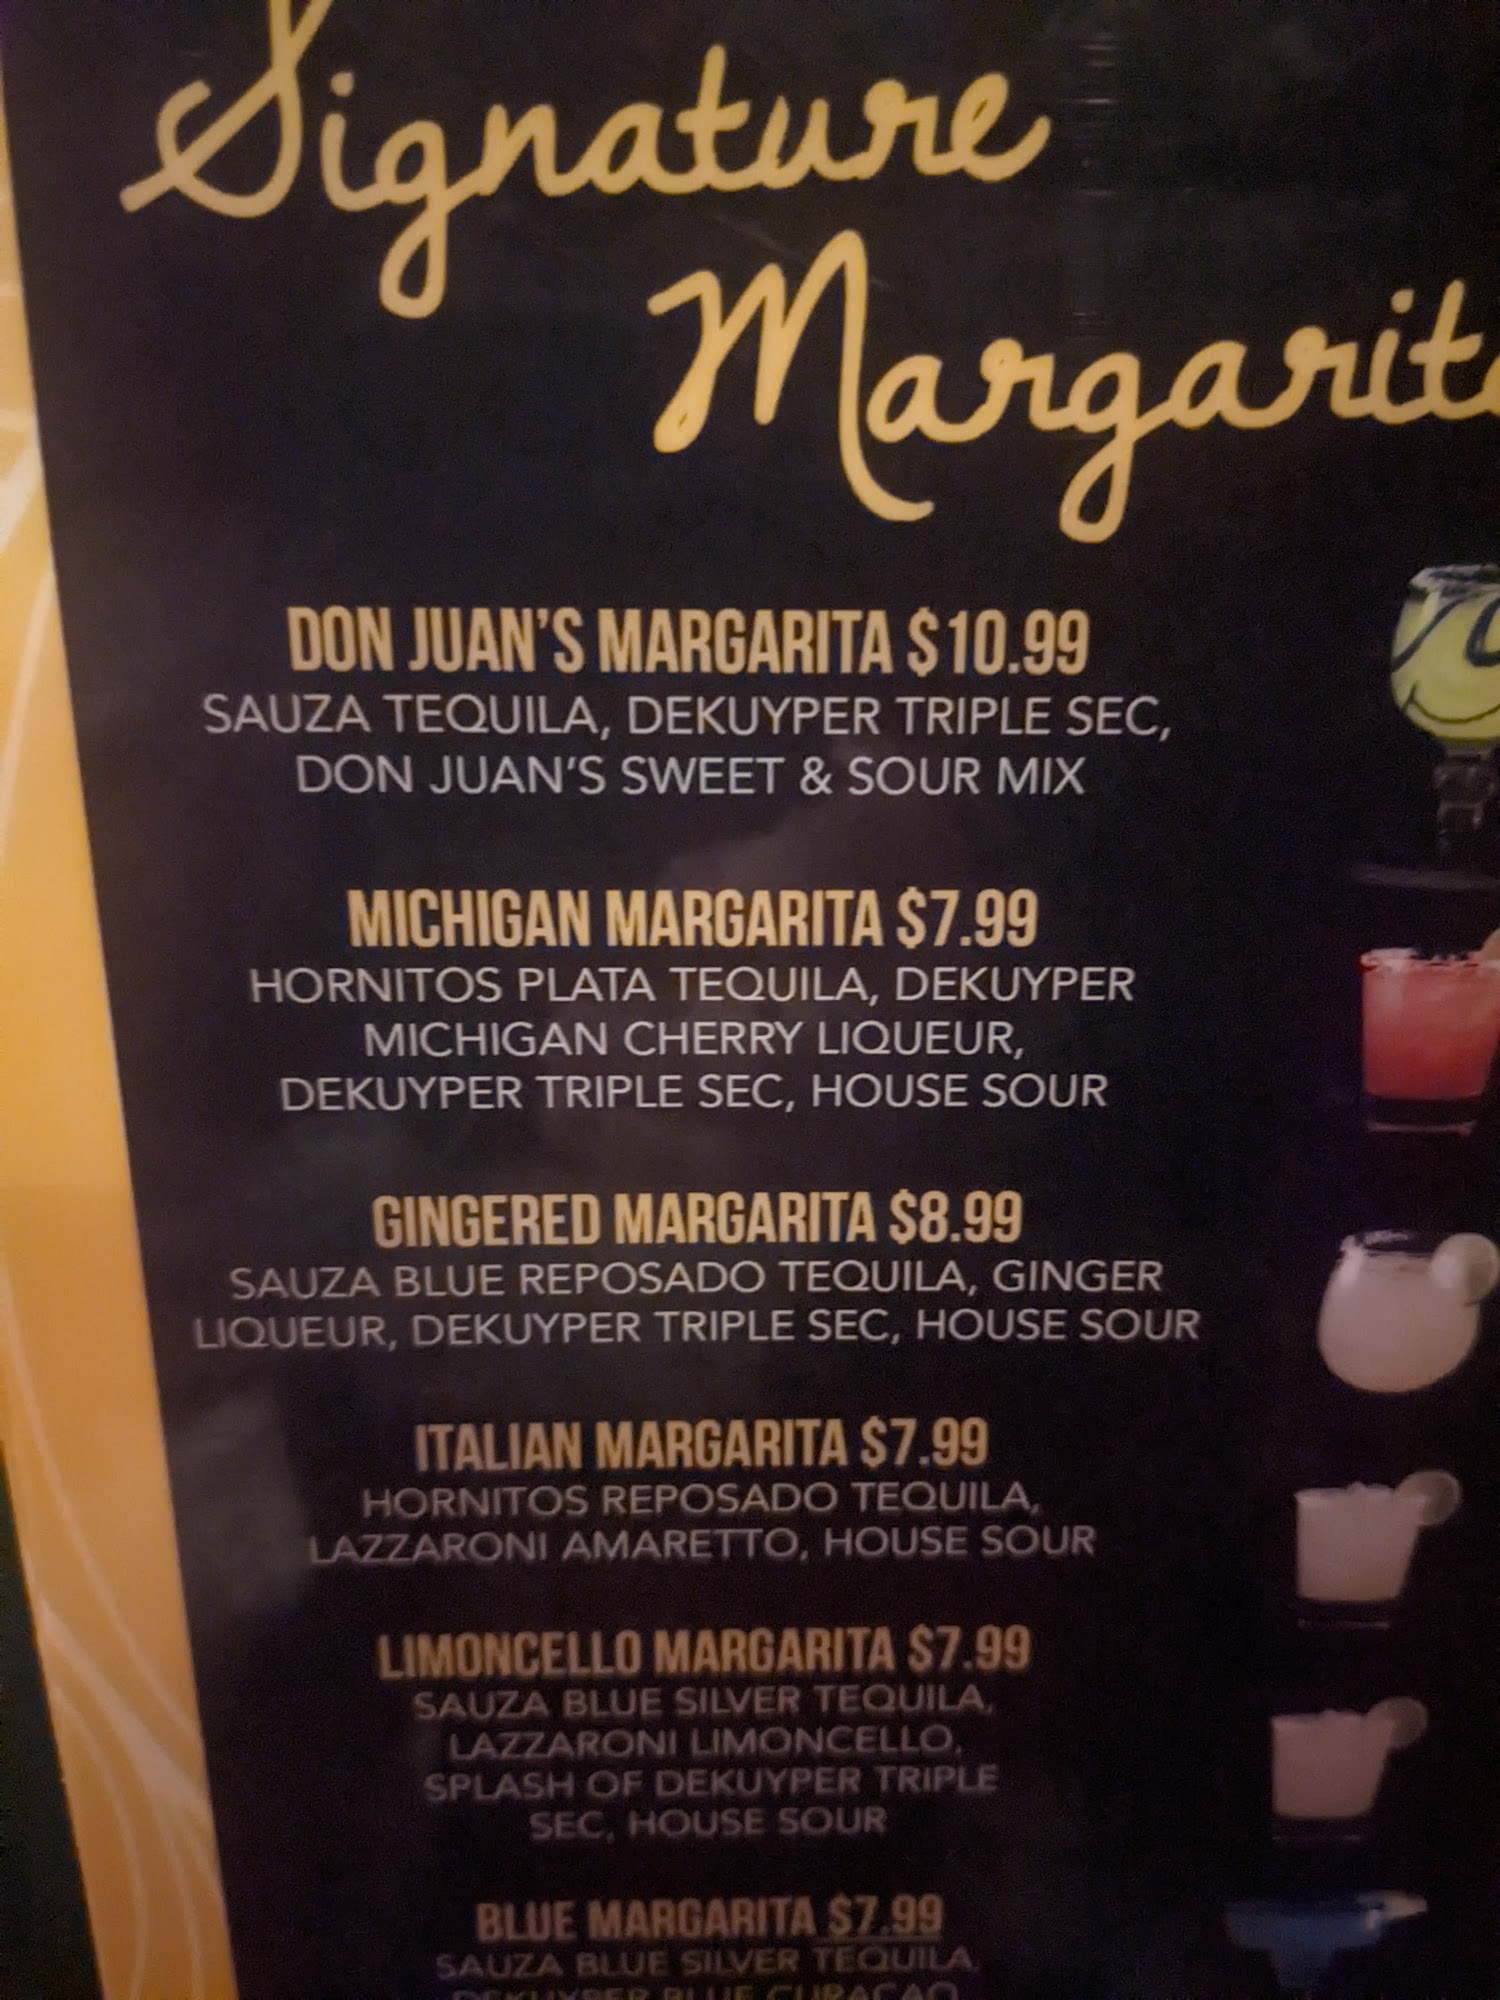 Signature
Margarita
DON JUAN'S MARGARITA $10.99
SAUZA TEQUILA, DEKUYPER TRIPLE SEC,
DON JUAN'S SWEET & SOUR MIX
MICHIGAN MARGARITA $7.99
HORNITOS PLATA TEQUILA, DEKUYPER
MICHIGAN CHERRY LIQUEUR,
DEKUYPER TRIPLE SEC, HOUSE SOUR
GINGERED MARGARITA $8.99
SAUZA BLUE REPOSADO TEQUILA, GINGER
LIQUEUR, DEKUYPER TRIPLE SEC, HOUSE SOUR
ITALIAN MARGARITA $7.99
HORNITOS REPOSADO TEQUILA,
LAZZARONI AMARETTO, HOUSE SOUR
LIMONCELLO MARGARITA $7.99
SAUZA BLUE SILVER TEQUILA,
LAZZARONI LIMONCELLO,
SPLASH OF DEKUYPER TRIPLE
SEC, HOUSE SOUR
BLUE MARGARITA $7.99
SAUZA BLUE SILVER TEQUILA,
DEKUYPER BLUE CURACAO